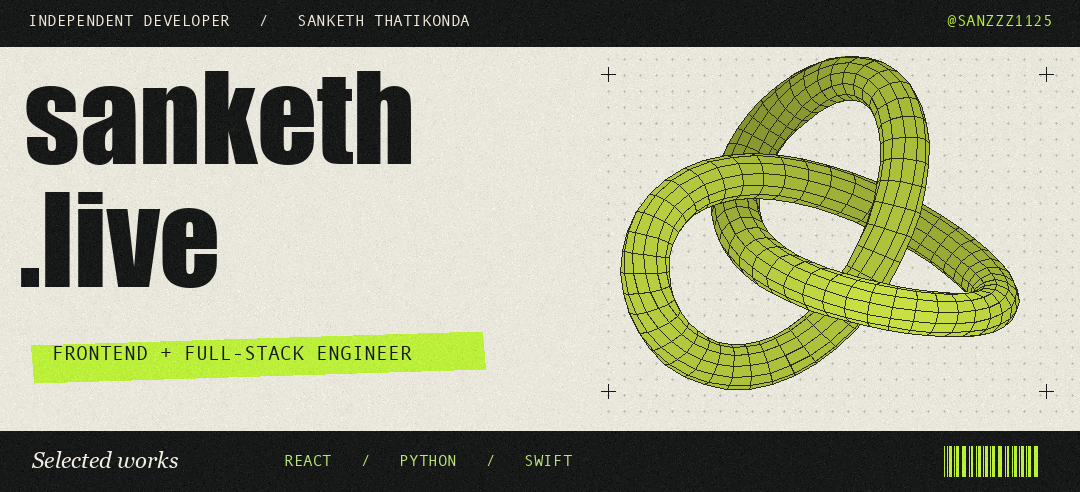 INDEPENDENT DEVELOPER / SANKETH THATIKONDA
@SANZZZ1125
sanketh
.live
FRONTEND + FULL-STACK ENGINEER
Selected works
REACT / PYTHON / SWIFT